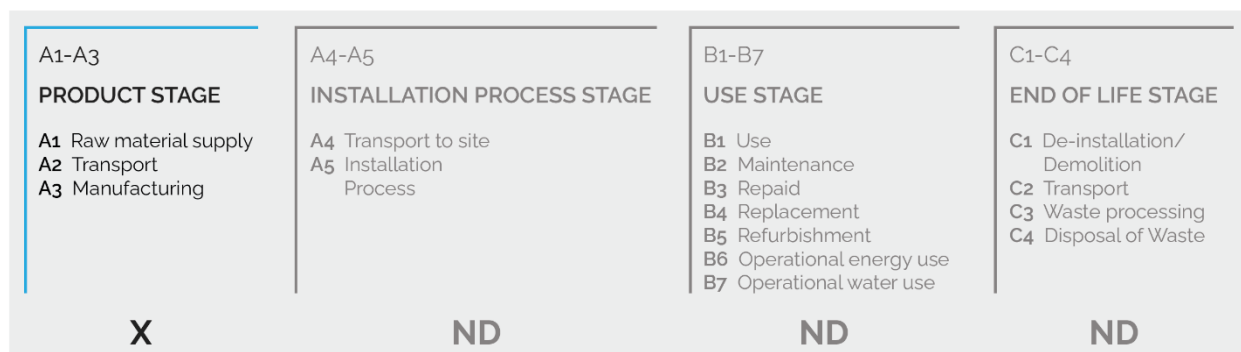 A1-A3
PRODUCT STAGE
A1 Raw material supply
A2 Transport
A3 Manufacturing
X
A4-A5
INSTALLATION PROCESS STAGE
A4 Transport to site
A5 Installation
Process
ND
B1-B7
USE STAGE
B1 Use
B2 Maintenance
B3 Repaid
B4 Replacement
B5 Refurbishment
B6 Operational energy use
B7 Operational water use
ND
C1-C4
END OF LIFE STAGE
C1 De-installation/
Demolition
C2 Transport
C3 Waste processing
C4 Disposal of Waste
ND